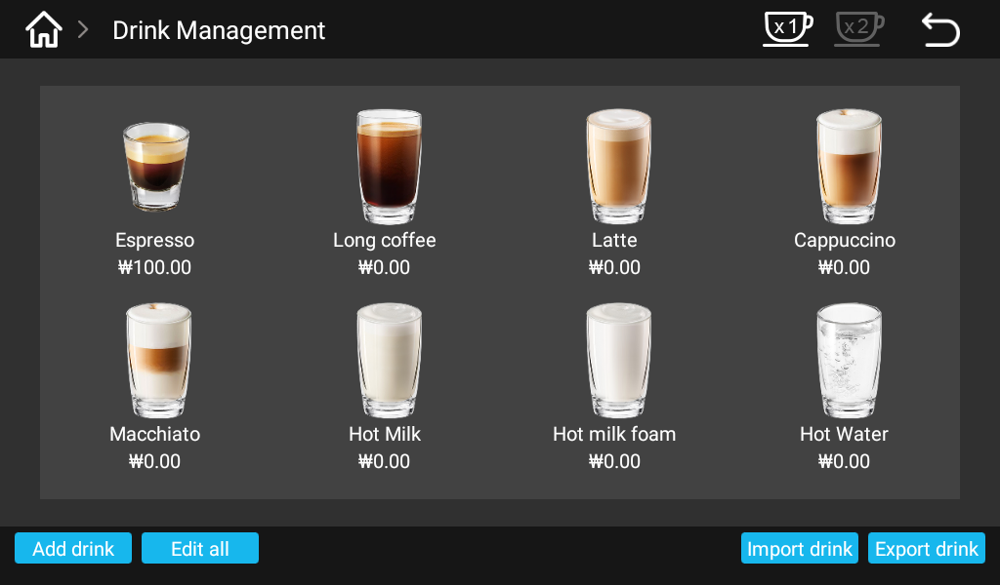 Drink Management
x1
x2
Espresso
₩100.00
Long coffee
₩0.00
Latte
₩0.00
Cappuccino
₩0.00
Macchiato
₩0.00
Hot Milk
₩0.00
Hot milk foam
₩0.00
Hot Water
₩0.00
Add drink
Edit all
Import drink
Export drink